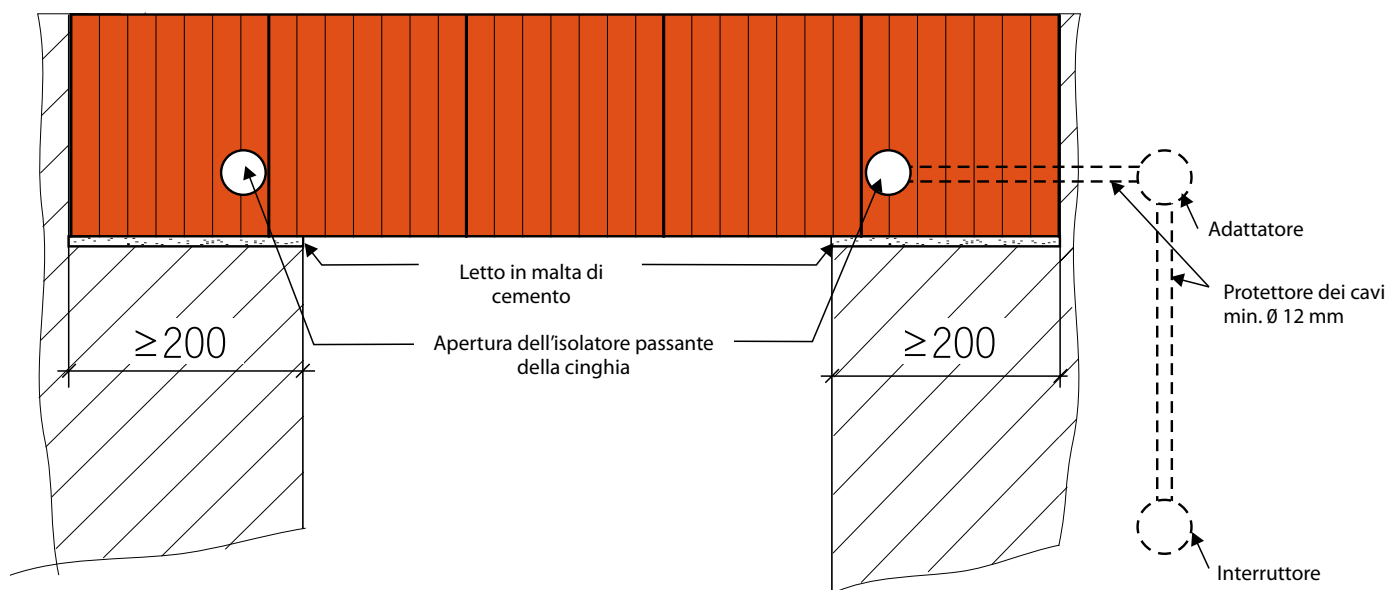 Adattatore
Letto in malta di
cemento
Protettore dei cavi
min. Ø 12 mm
≥200
Apertura dell'isolatore passante
della cinghia
≥200
Interruttore